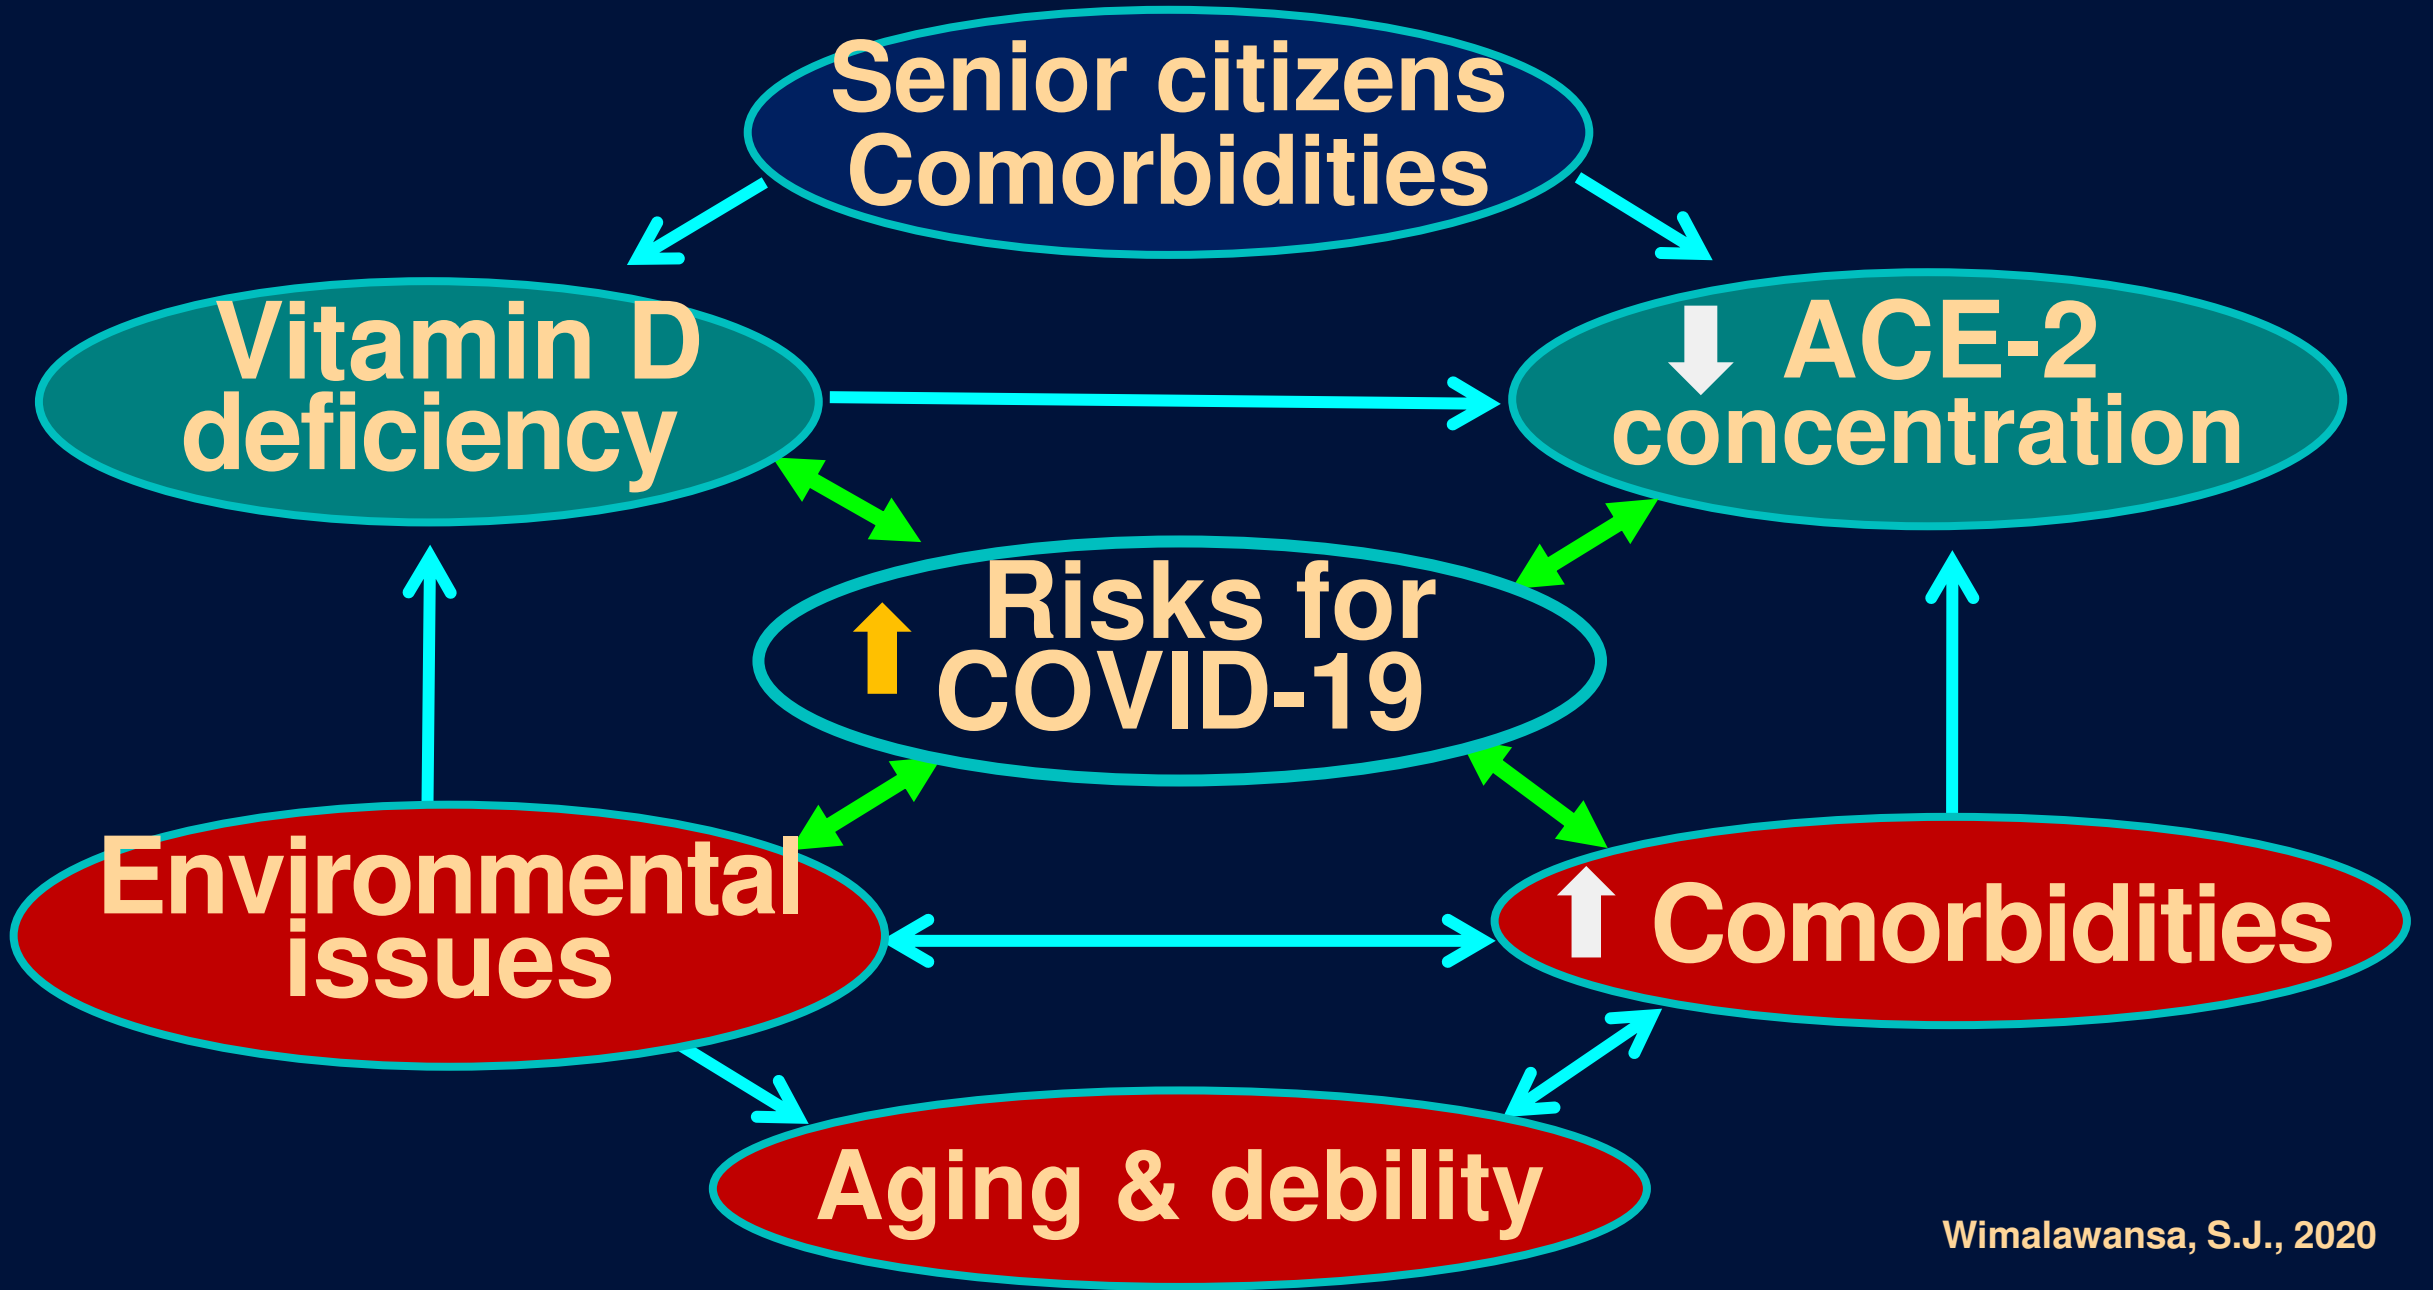 Senior citizens
Comorbidities
Vitamin D
deficiency
ACE-2
concentration
Risks for
COVID-19
Environmental
issues
Comorbidities
Aging & debility
Wimalawansa, S.J., 2020